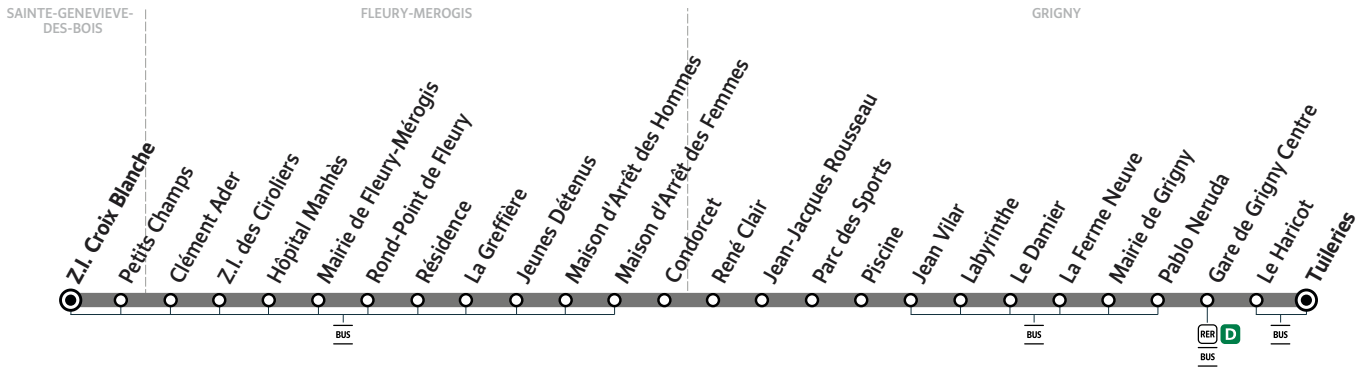 SAINTE-GENEVIEVE-
DES-BOIS
FLEURY-MEROGIS
GRIGNY
Z.I. Croix Blanche
Petits Champs
Clément Ader
Z.I. des Ciroliers
Hôpital Manhès
Mairie de Fleury-Mérogis
Rond-Point de Fleury
Résidence
La Greffière
Jeunes Détenus
Maison d'Arrêt des Hommes
Maison d'Arrêt des Femmes
Condorcet
René Clair
Jean-Jacques Rousseau
Parc des Sports
Piscine
Jean Vilar
Labyrinthe
Le Damier
La Ferme Neuve
Mairie de Grigny
Pablo Neruda
Gare de Grigny Centre
Le Haricot
Tuileries
BUS
BUS
RER D
BUS
BUS